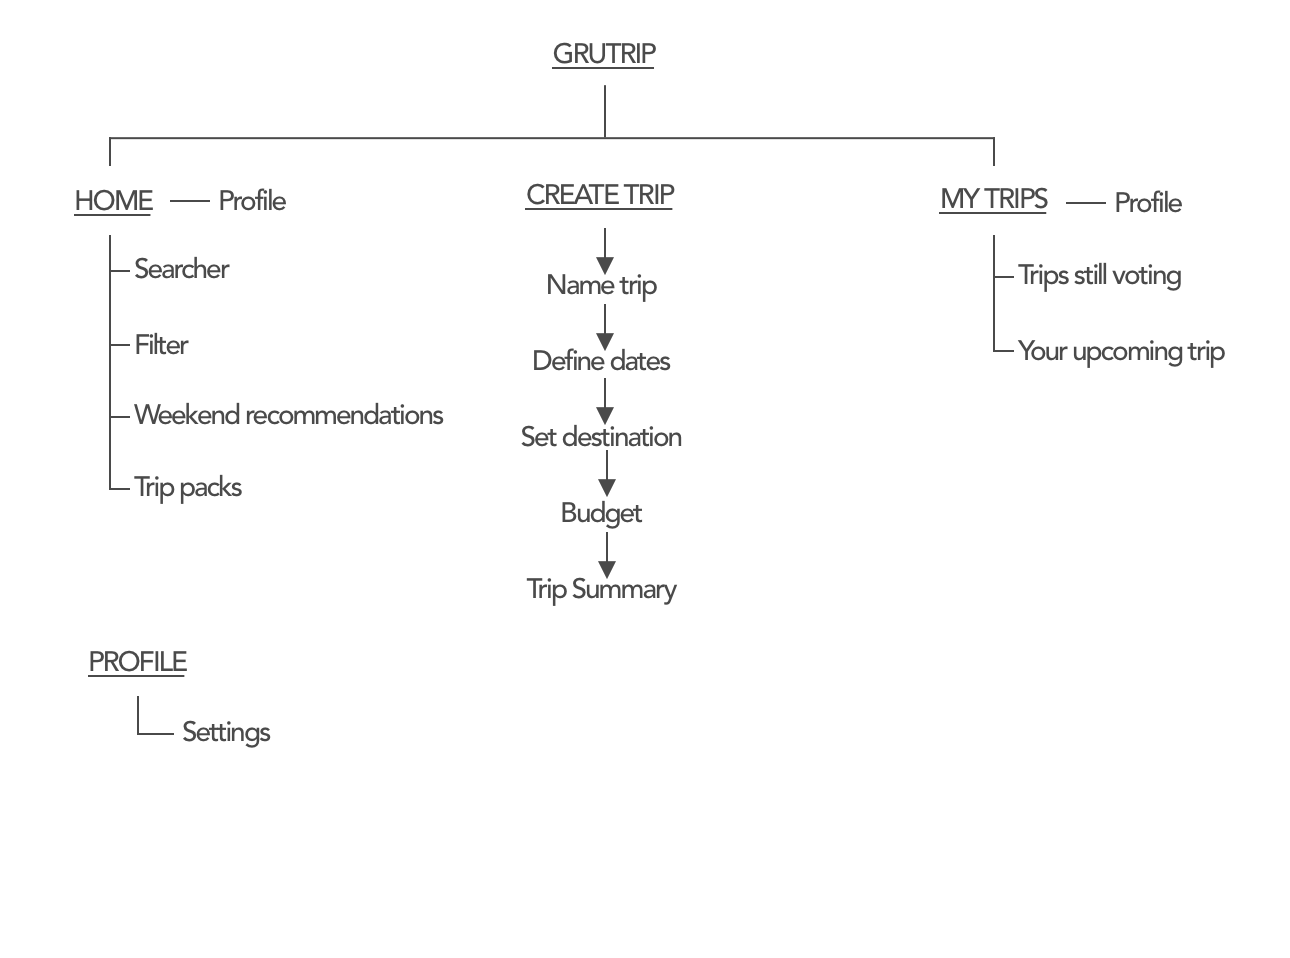 GRUTRIP
HOME
Profile
Searcher
Filter
Weekend recommendations
Trip packs
CREATE TRIP
Name trip
Define dates
Set destination
Budget
Trip Summary
MY TRIPS
Profile
Trips still voting
Your upcoming trip
PROFILE
Settings